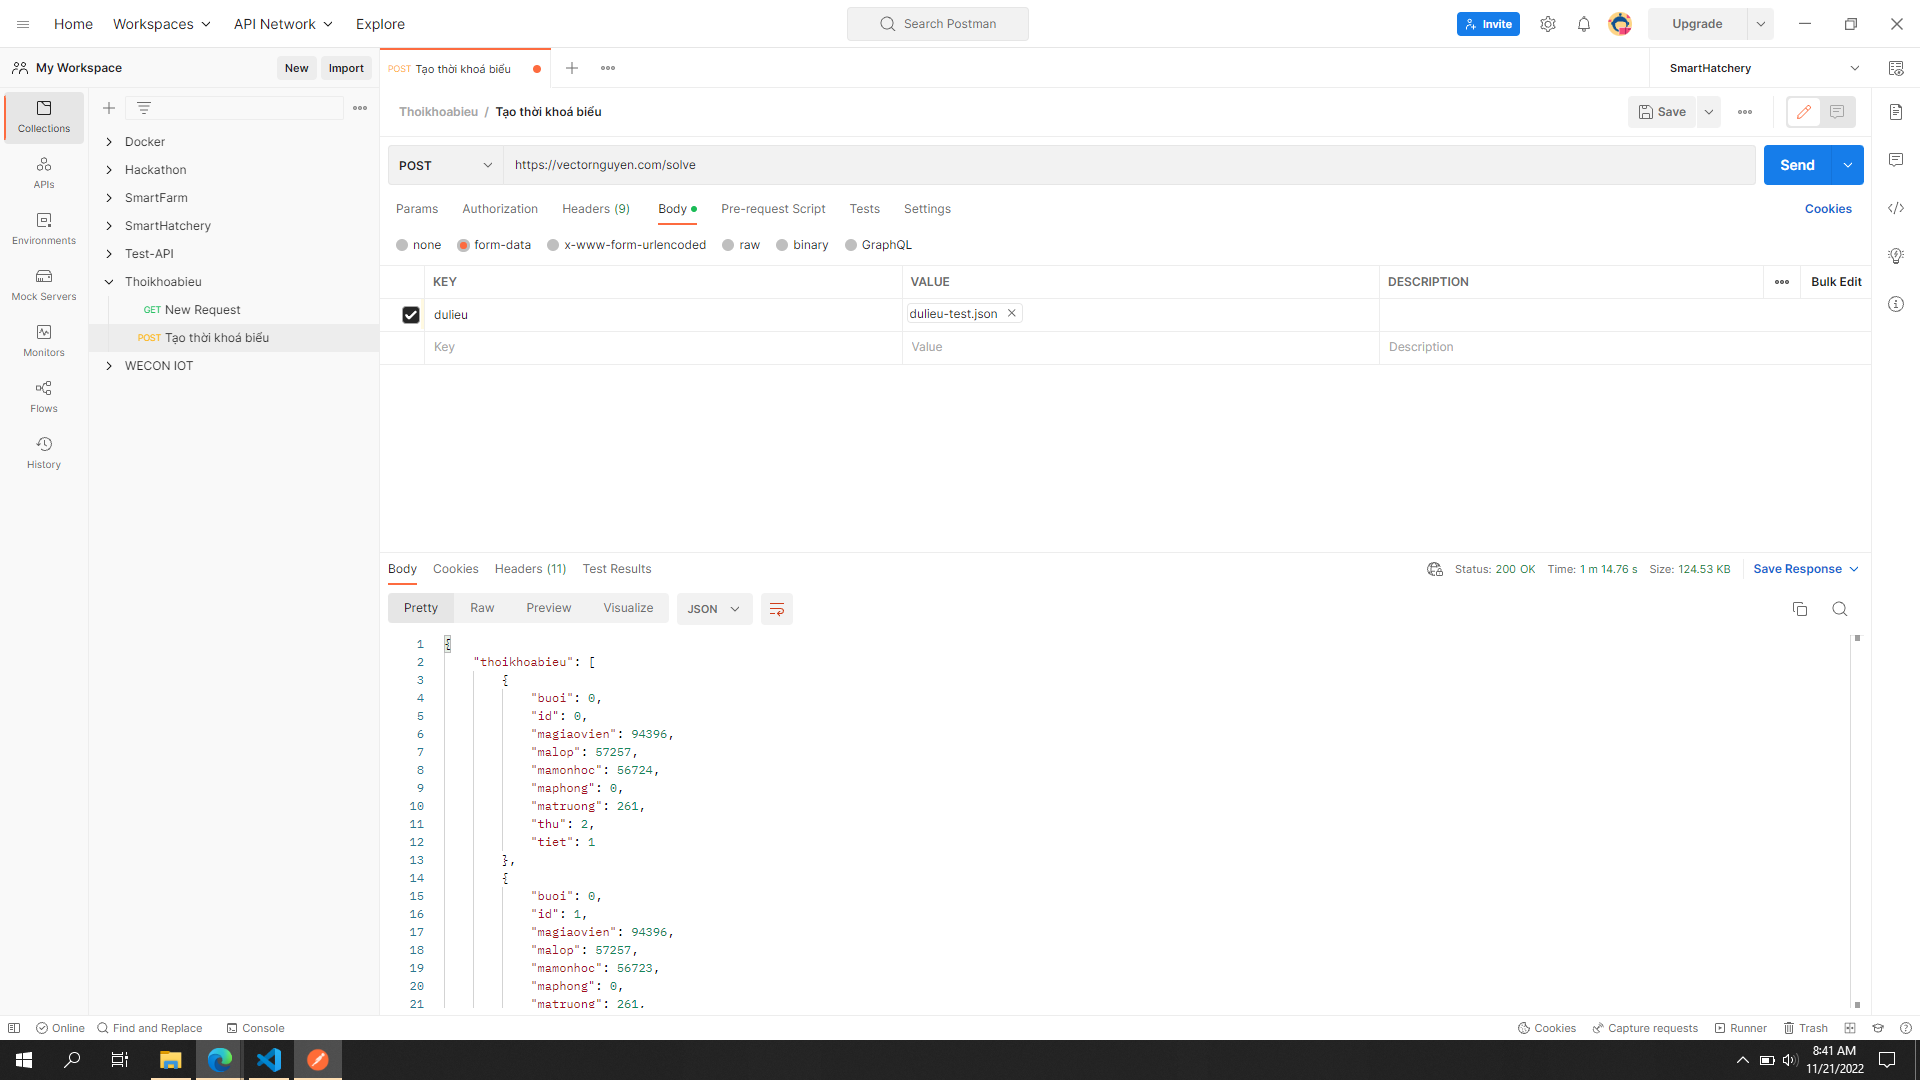 Home Workspaces API Network Explore Search Postman Invite Upgrade
My Workspace New Import POST Tạo thời khoá biểu SmartHatchery
Thoikhoabieu / Tạo thời khoá biểu Save
Collections
APIs
Environments
Mock Servers
Monitors
Flows
History
Docker
Hackathon
SmartFarm
SmartHatchery
Test-API
Thoikhoabieu
GET New Request
POST Tạo thời khoá biểu
WECON IOT
POST https://vectornguyen.com/solve Send
Params Authorization Headers (9) Body Pre-request Script Tests Settings Cookies
none form-data x-www-form-urlencoded raw binary GraphQL
KEY VALUE DESCRIPTION Bulk Edit
dulieu dulieu-test.json
Key Value Description
Body Cookies Headers (11) Test Results Status: 200 OK Time: 1 m 14.76 s Size: 124.53 KB Save Response
Pretty Raw Preview Visualize JSON
1 {
2 "thoikhoabieu": [
3 {
4 "buoi": 0,
5 "id": 0,
6 "magiaovien": 94396,
7 "malop": 57257,
8 "mamonhoc": 56724,
9 "maphong": 0,
10 "matruong": 261,
11 "thu": 2,
12 "tiet": 1
13 },
14 {
15 "buoi": 0,
16 "id": 1,
17 "magiaovien": 94396,
18 "malop": 57257,
19 "mamonhoc": 56723,
20 "maphong": 0,
21 "matruong": 261,
Online Find and Replace Console Cookies Capture requests Runner Trash
8:41 AM
11/21/2022